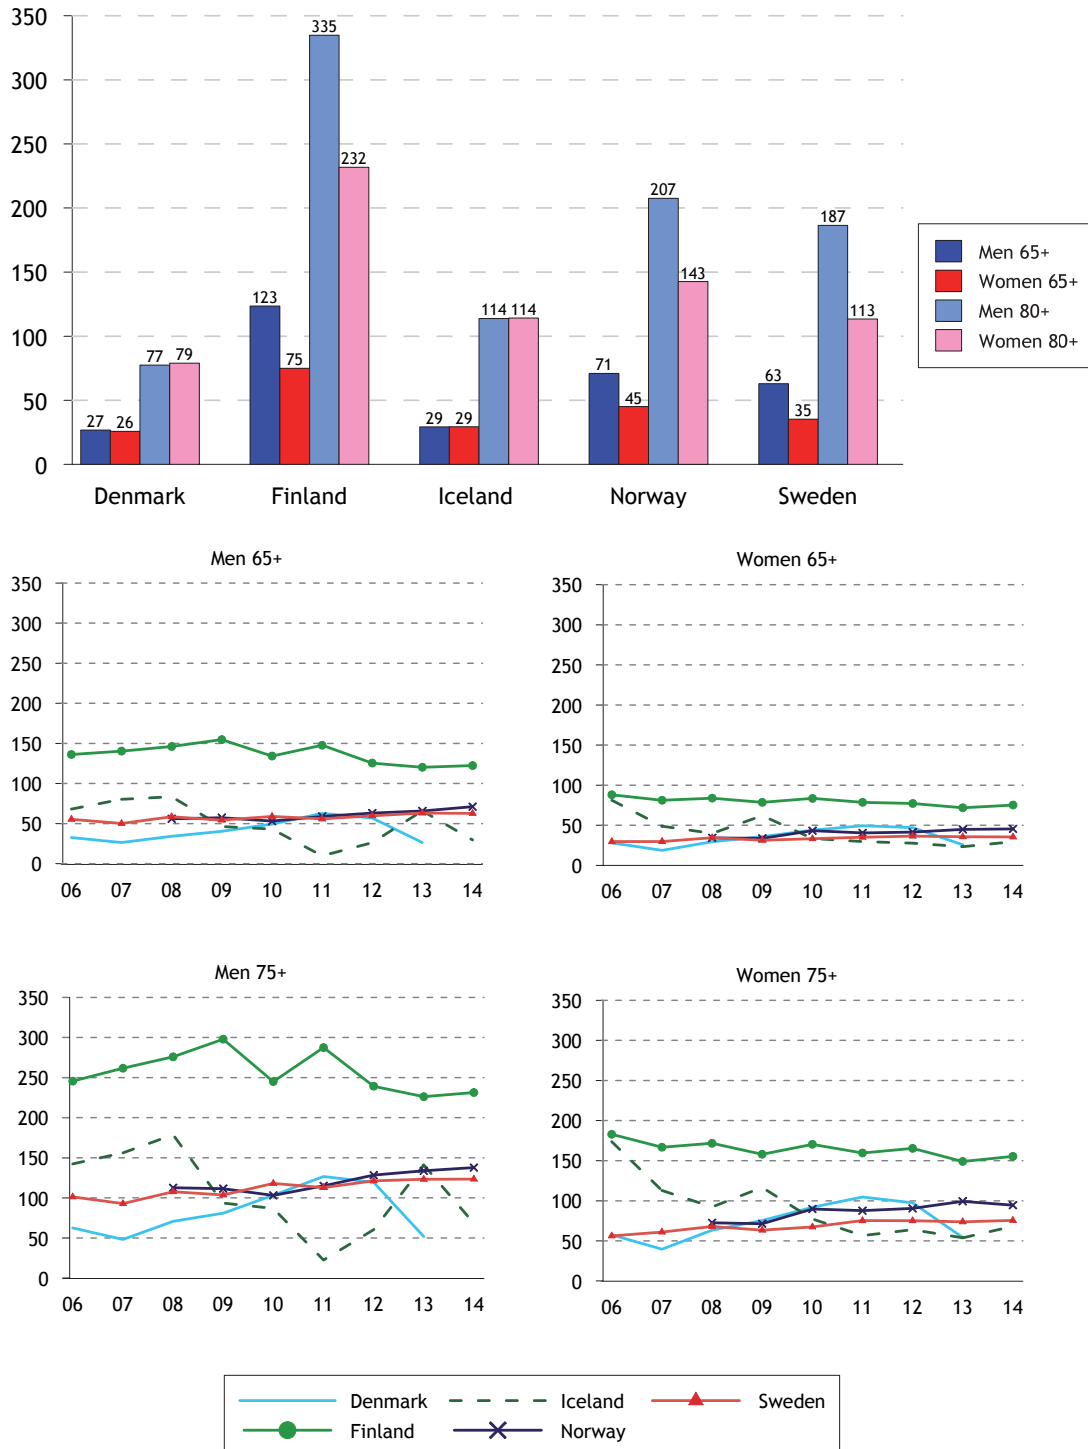 350
300
250
200
150
100
50
0
27 26 77 79
123 75 335 232
29 29 114 114
71 45 207 143
63 35 187 113
Denmark Finland Iceland Norway Sweden
Men 65+
Women 65+
Men 80+
Women 80+
Men 65+
350
300
250
200
150
100
50
0
06 07 08 09 10 11 12 13 14
Women 65+
350
300
250
200
150
100
50
0
06 07 08 09 10 11 12 13 14
Men 75+
350
300
250
200
150
100
50
0
06 07 08 09 10 11 12 13 14
Women 75+
350
300
250
200
150
100
50
0
06 07 08 09 10 11 12 13 14
Denmark Iceland Sweden
Finland Norway